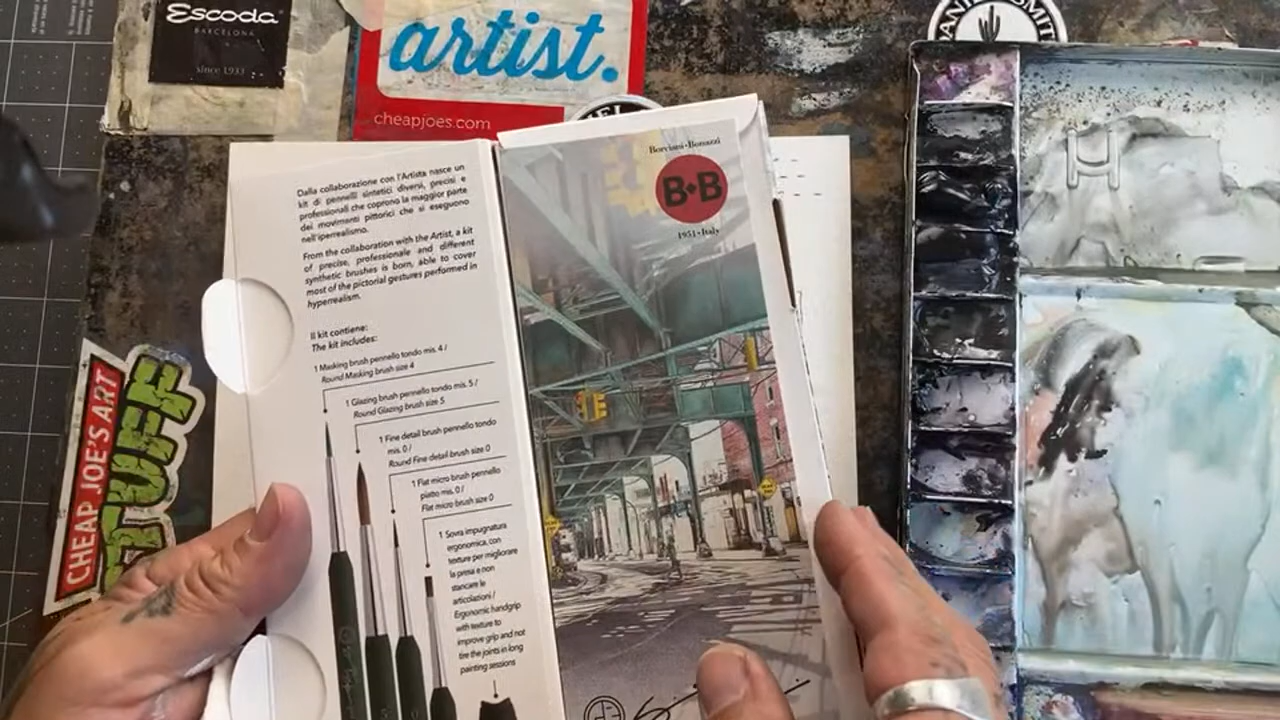 Escoda
BARCELONA
since 1933
artist.
cheapjoes.com
CHEAP JOE'S ART
STUFF
Dalla collaborazione con l'Artista nasce un
kit di pennelli sintetici diversi, precisi e
professionali che coprono la maggior parte
dei movimenti pittorici che si eseguono
nell'iperrealismo.
From the collaboration with the Artist, a kit
of precise, professionale and different
synthetic brushes is born, able to cover
most of the pictorial gestures performed in
hyperrealism.
Il kit contiene:
The kit includes:
1 Masking brush pennello tondo mis. 4 /
Round Masking brush size 4
1 Glazing brush pennello tondo mis. 5 /
Round Glazing brush size 5
1 Fine detail brush pennello tondo
mis. 0 /
Round Fine detail brush size 0
1 Flat micro brush pennello
piatto mis. 0 /
Flat micro brush size 0
1 Sovra impugnatura
ergonomica, con
texture per migliorare
la presa e non
stancare le
articolazioni /
Ergonomic handgrip
with texture to
improve grip and not
tire the joints in long
painting sessions
Borciani•Bonazzi
B•B
1951•Italy